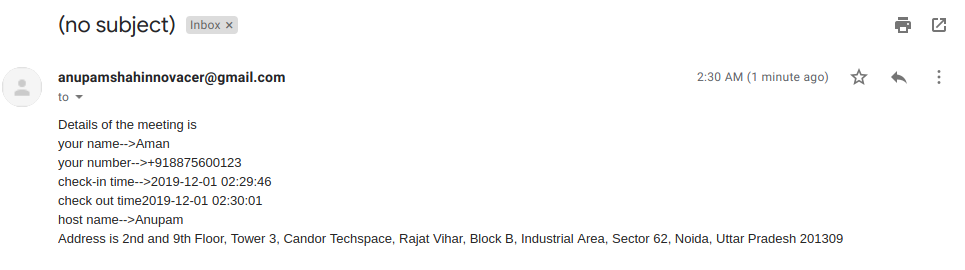 (no subject) Inbox ×
anupamshahinnovacer@gmail.com 2:30 AM (1 minute ago)
to
Details of the meeting is
your name-->Aman
your number-->+918875600123
check-in time-->2019-12-01 02:29:46
check out time2019-12-01 02:30:01
host name-->Anupam
Address is 2nd and 9th Floor, Tower 3, Candor Techspace, Rajat Vihar, Block B, Industrial Area, Sector 62, Noida, Uttar Pradesh 201309